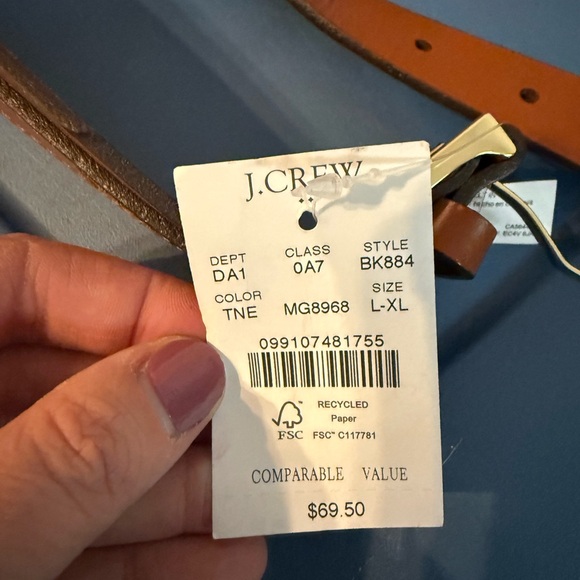 J.CREW
DEPT CLASS STYLE
DA1 0A7 BK884
COLOR SIZE
TNE MG8968 L-XL
099107481755
RECYCLED
Paper
FSC FSC™ C117781
COMPARABLE VALUE
$69.50